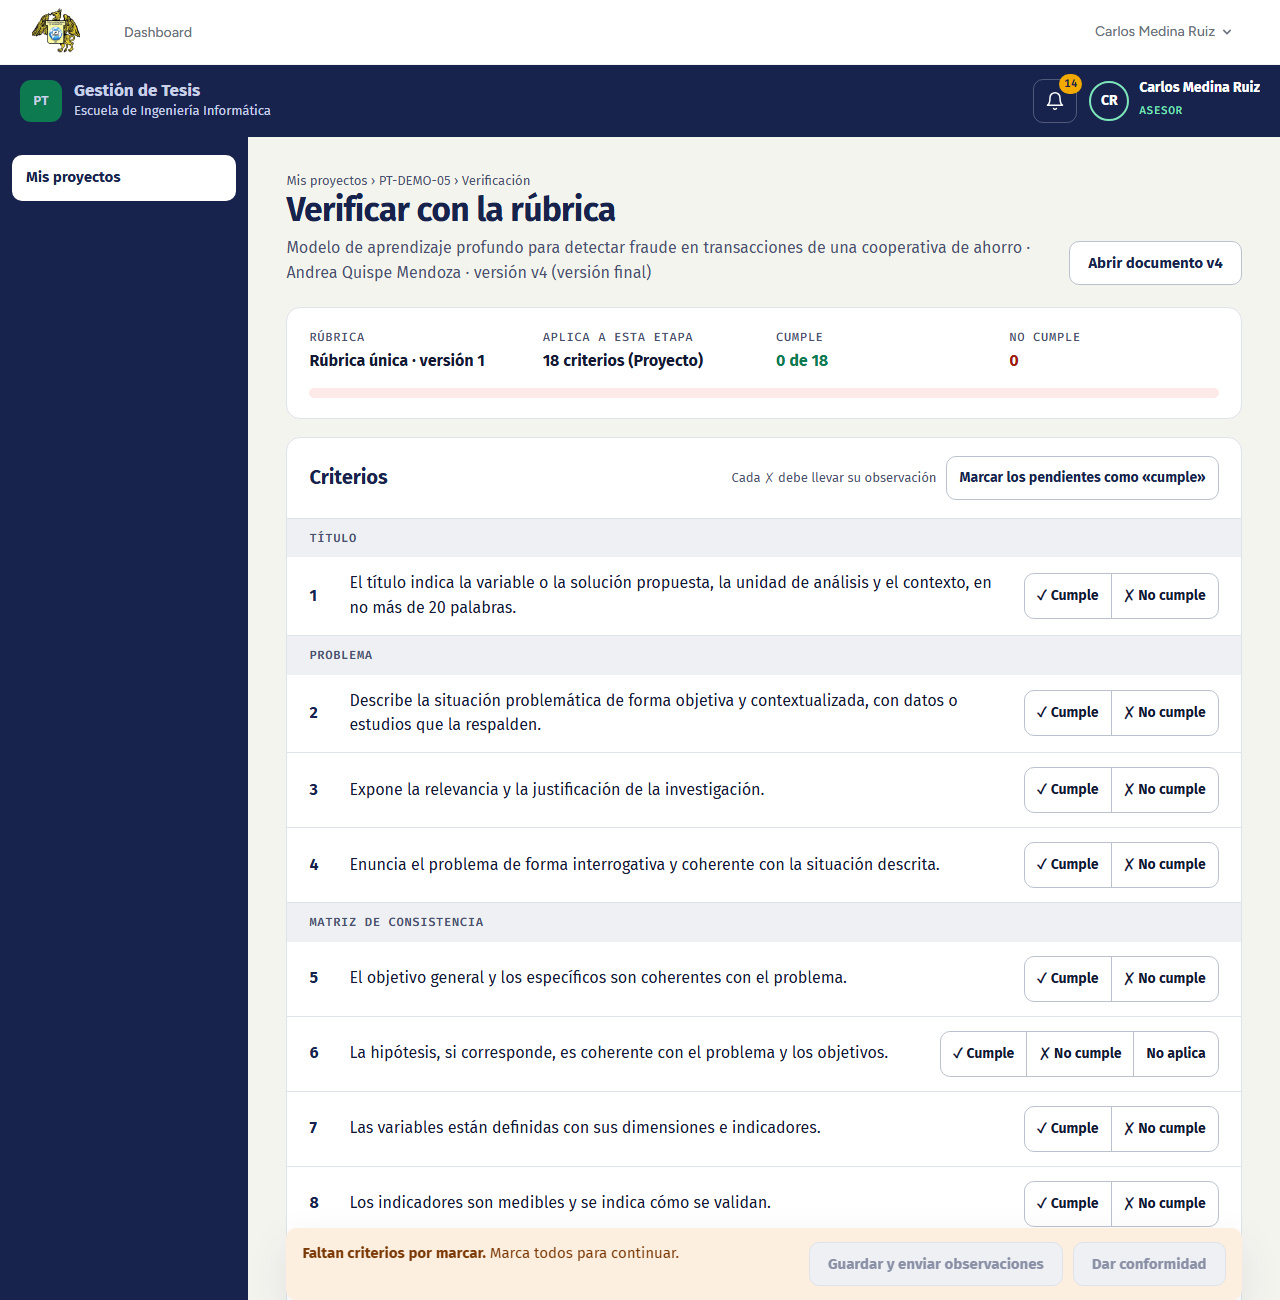 Dashboard
Carlos Medina Ruiz
PT
Gestión de Tesis
Escuela de Ingeniería Informática
14
CR
Carlos Medina Ruiz
ASESOR
Mis proyectos
Mis proyectos › PT-DEMO-05 › Verificación
Verificar con la rúbrica
Modelo de aprendizaje profundo para detectar fraude en transacciones de una cooperativa de ahorro ·
Andrea Quispe Mendoza · versión v4 (versión final)
Abrir documento v4
RÚBRICA
Rúbrica única · versión 1
APLICA A ESTA ETAPA
18 criterios (Proyecto)
CUMPLE
0 de 18
NO CUMPLE
0
Criterios
Cada ✗ debe llevar su observación
Marcar los pendientes como «cumple»
TÍTULO
1
El título indica la variable o la solución propuesta, la unidad de análisis y el contexto, en
no más de 20 palabras.
✓ Cumple
✗ No cumple
PROBLEMA
2
Describe la situación problemática de forma objetiva y contextualizada, con datos o
estudios que la respalden.
✓ Cumple
✗ No cumple
3
Expone la relevancia y la justificación de la investigación.
✓ Cumple
✗ No cumple
4
Enuncia el problema de forma interrogativa y coherente con la situación descrita.
✓ Cumple
✗ No cumple
MATRIZ DE CONSISTENCIA
5
El objetivo general y los específicos son coherentes con el problema.
✓ Cumple
✗ No cumple
6
La hipótesis, si corresponde, es coherente con el problema y los objetivos.
✓ Cumple
✗ No cumple
No aplica
7
Las variables están definidas con sus dimensiones e indicadores.
✓ Cumple
✗ No cumple
8
Los indicadores son medibles y se indica cómo se validan.
✓ Cumple
✗ No cumple
Faltan criterios por marcar. Marca todos para continuar.
Guardar y enviar observaciones
Dar conformidad